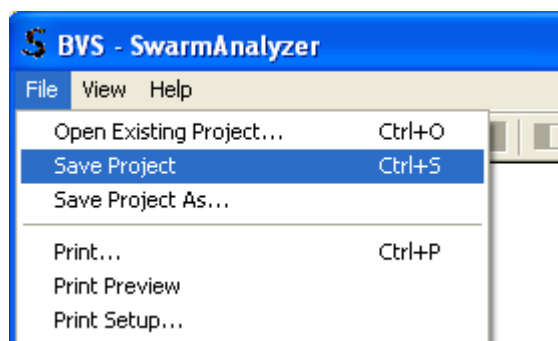 BVS - SwarmAnalyzer
File View Help
Open Existing Project... Ctrl+O
Save Project Ctrl+S
Save Project As...
Print... Ctrl+P
Print Preview
Print Setup...